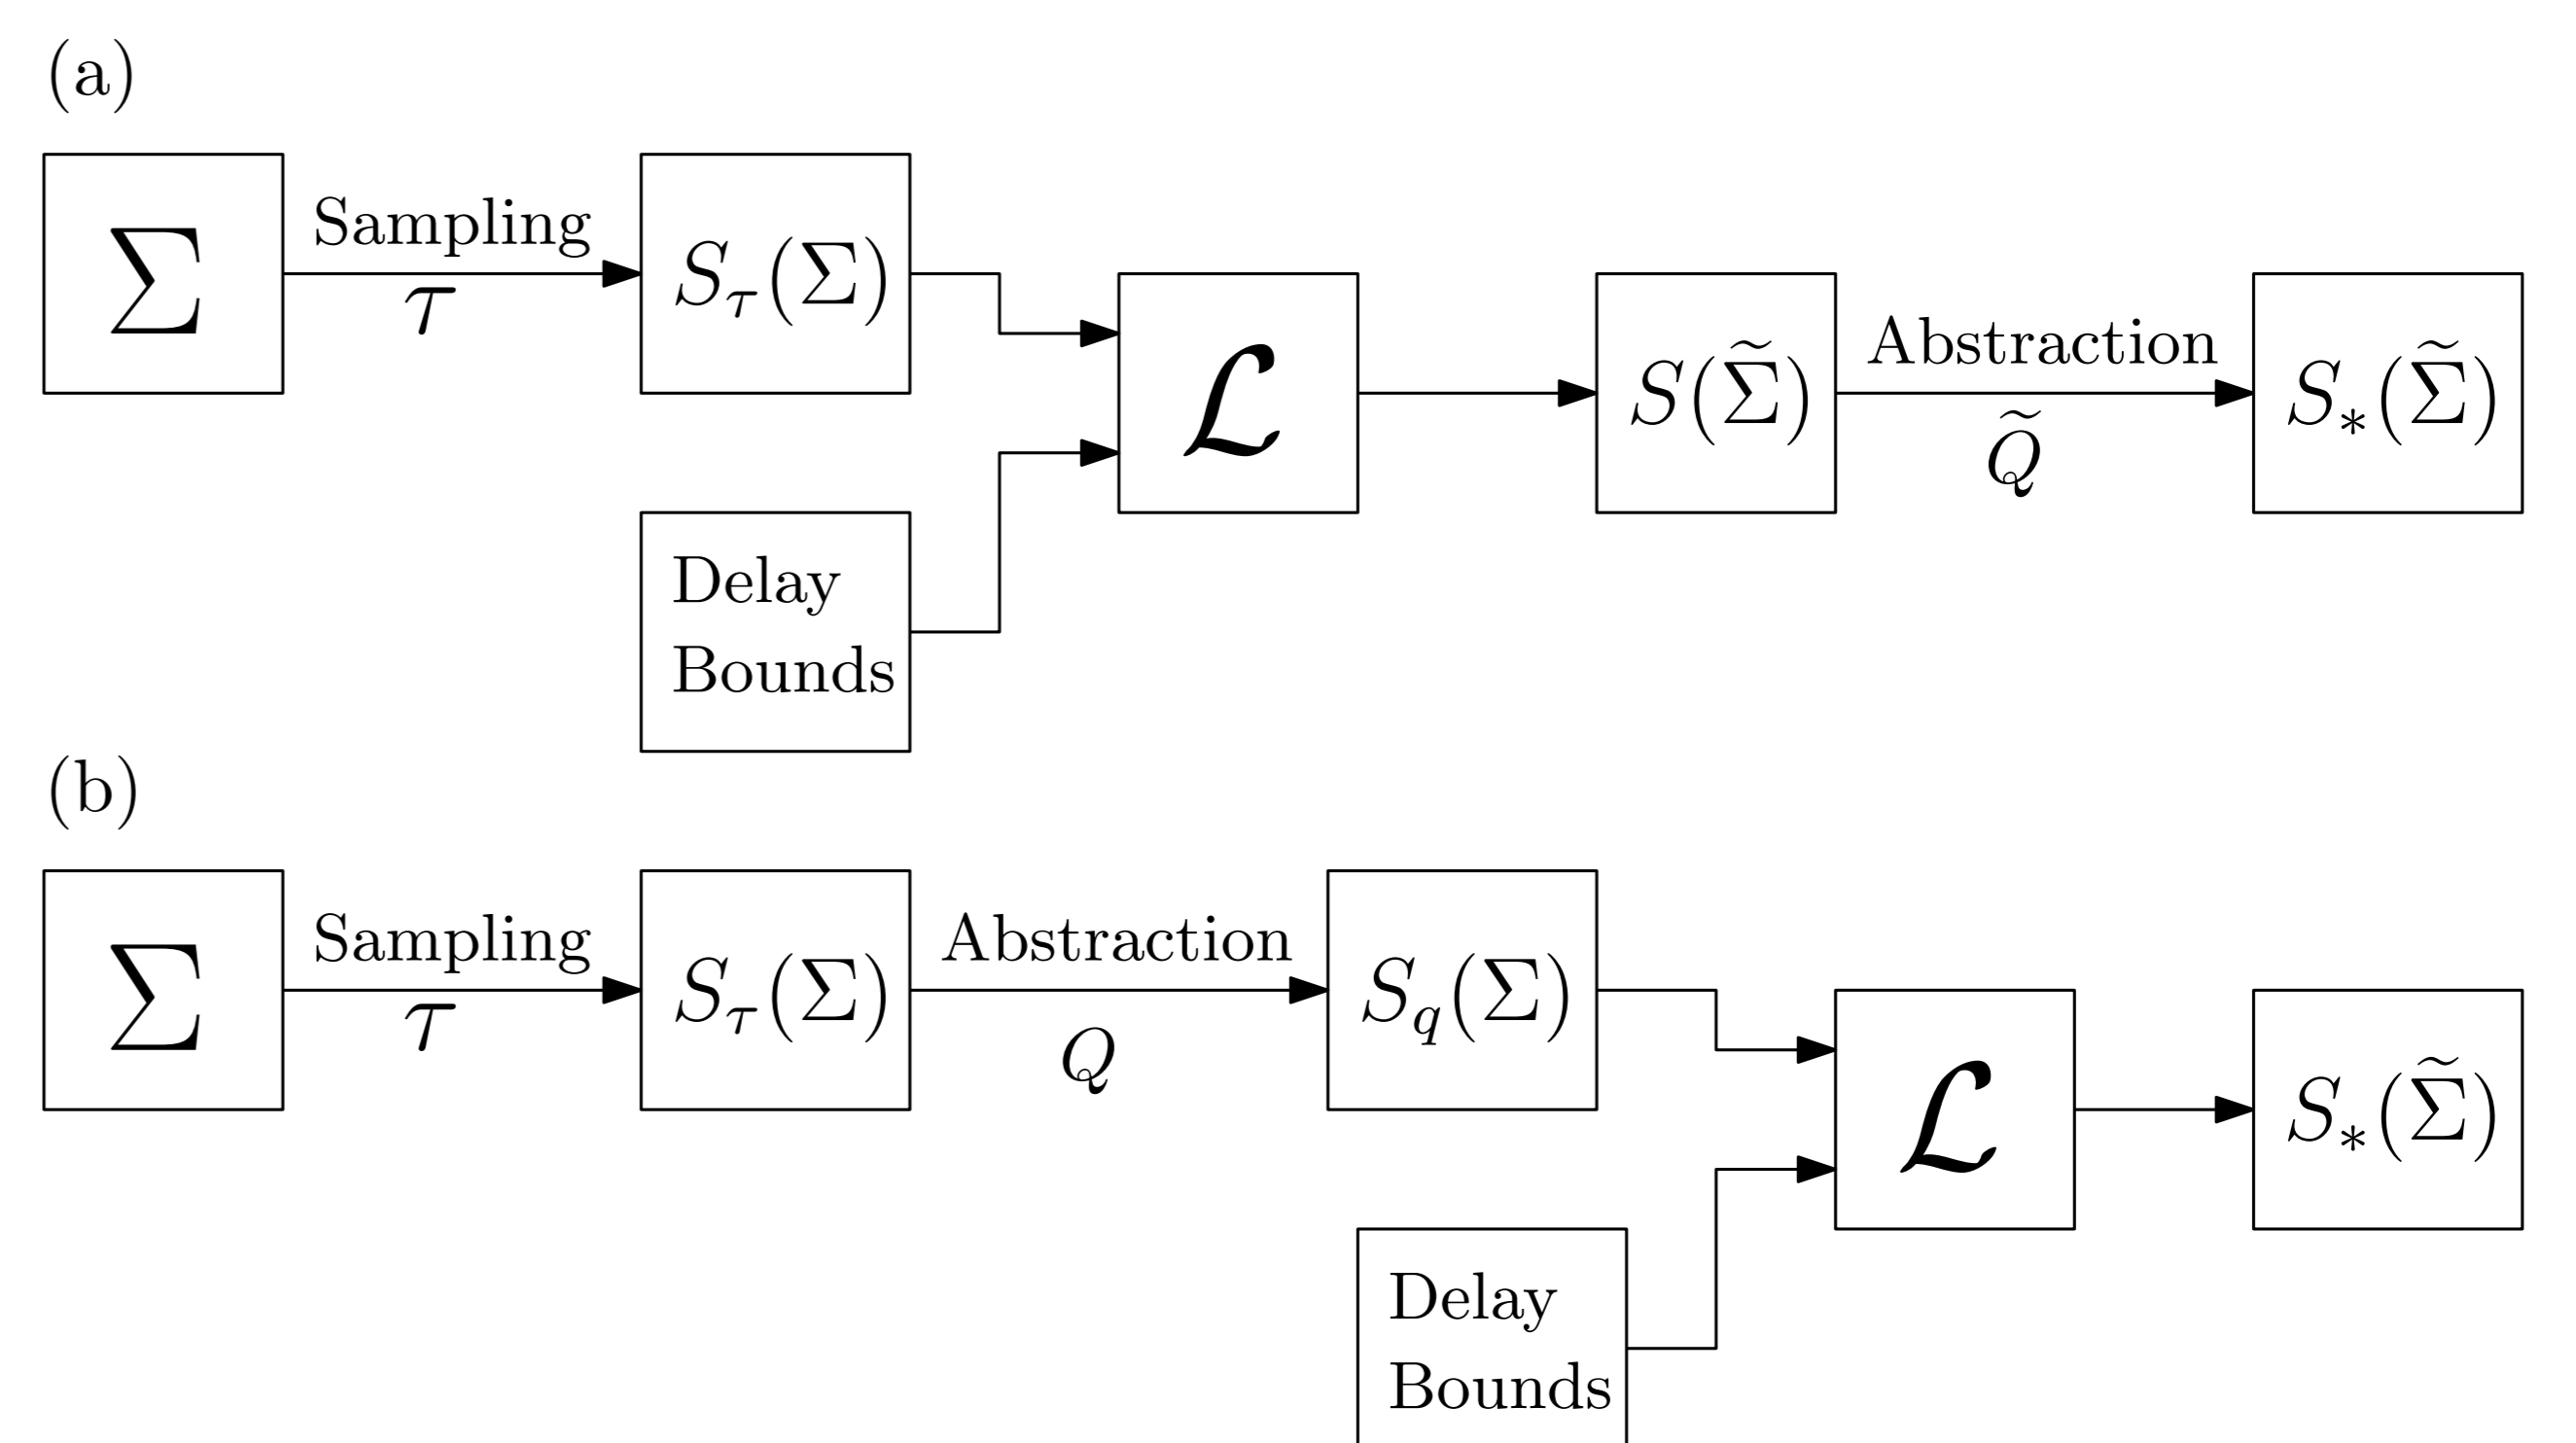 (a)
Σ
Sampling
τ
S_τ(Σ)
Delay
Bounds
ℒ
S(Σ̃)
Abstraction
Q̃
S_*(Σ̃)
(b)
Σ
Sampling
τ
S_τ(Σ)
Abstraction
Q
S_q(Σ)
Delay
Bounds
ℒ
S_*(Σ̃)